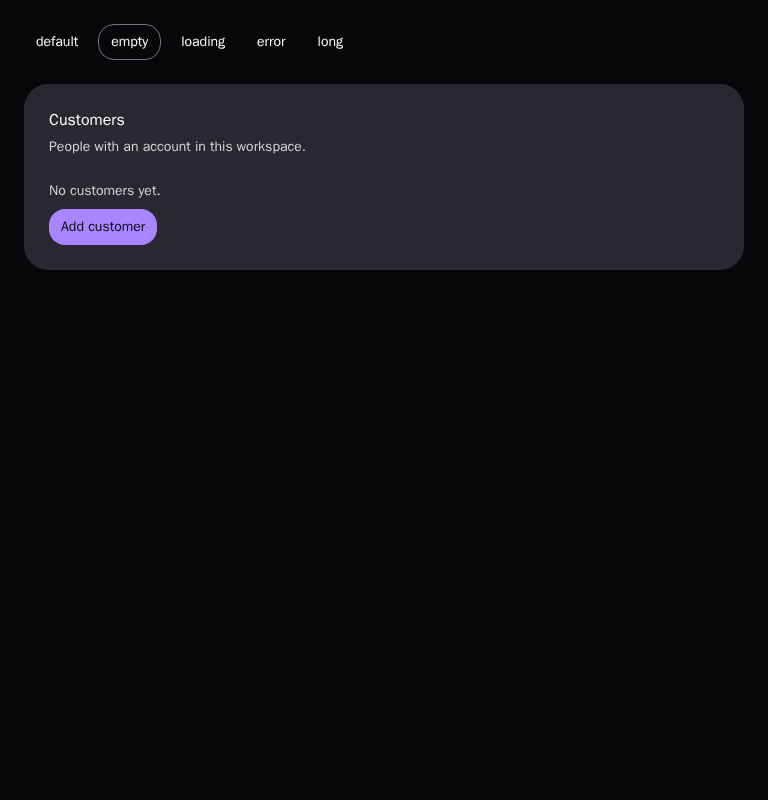 default empty loading error long
Customers
People with an account in this workspace.
No customers yet.
Add customer